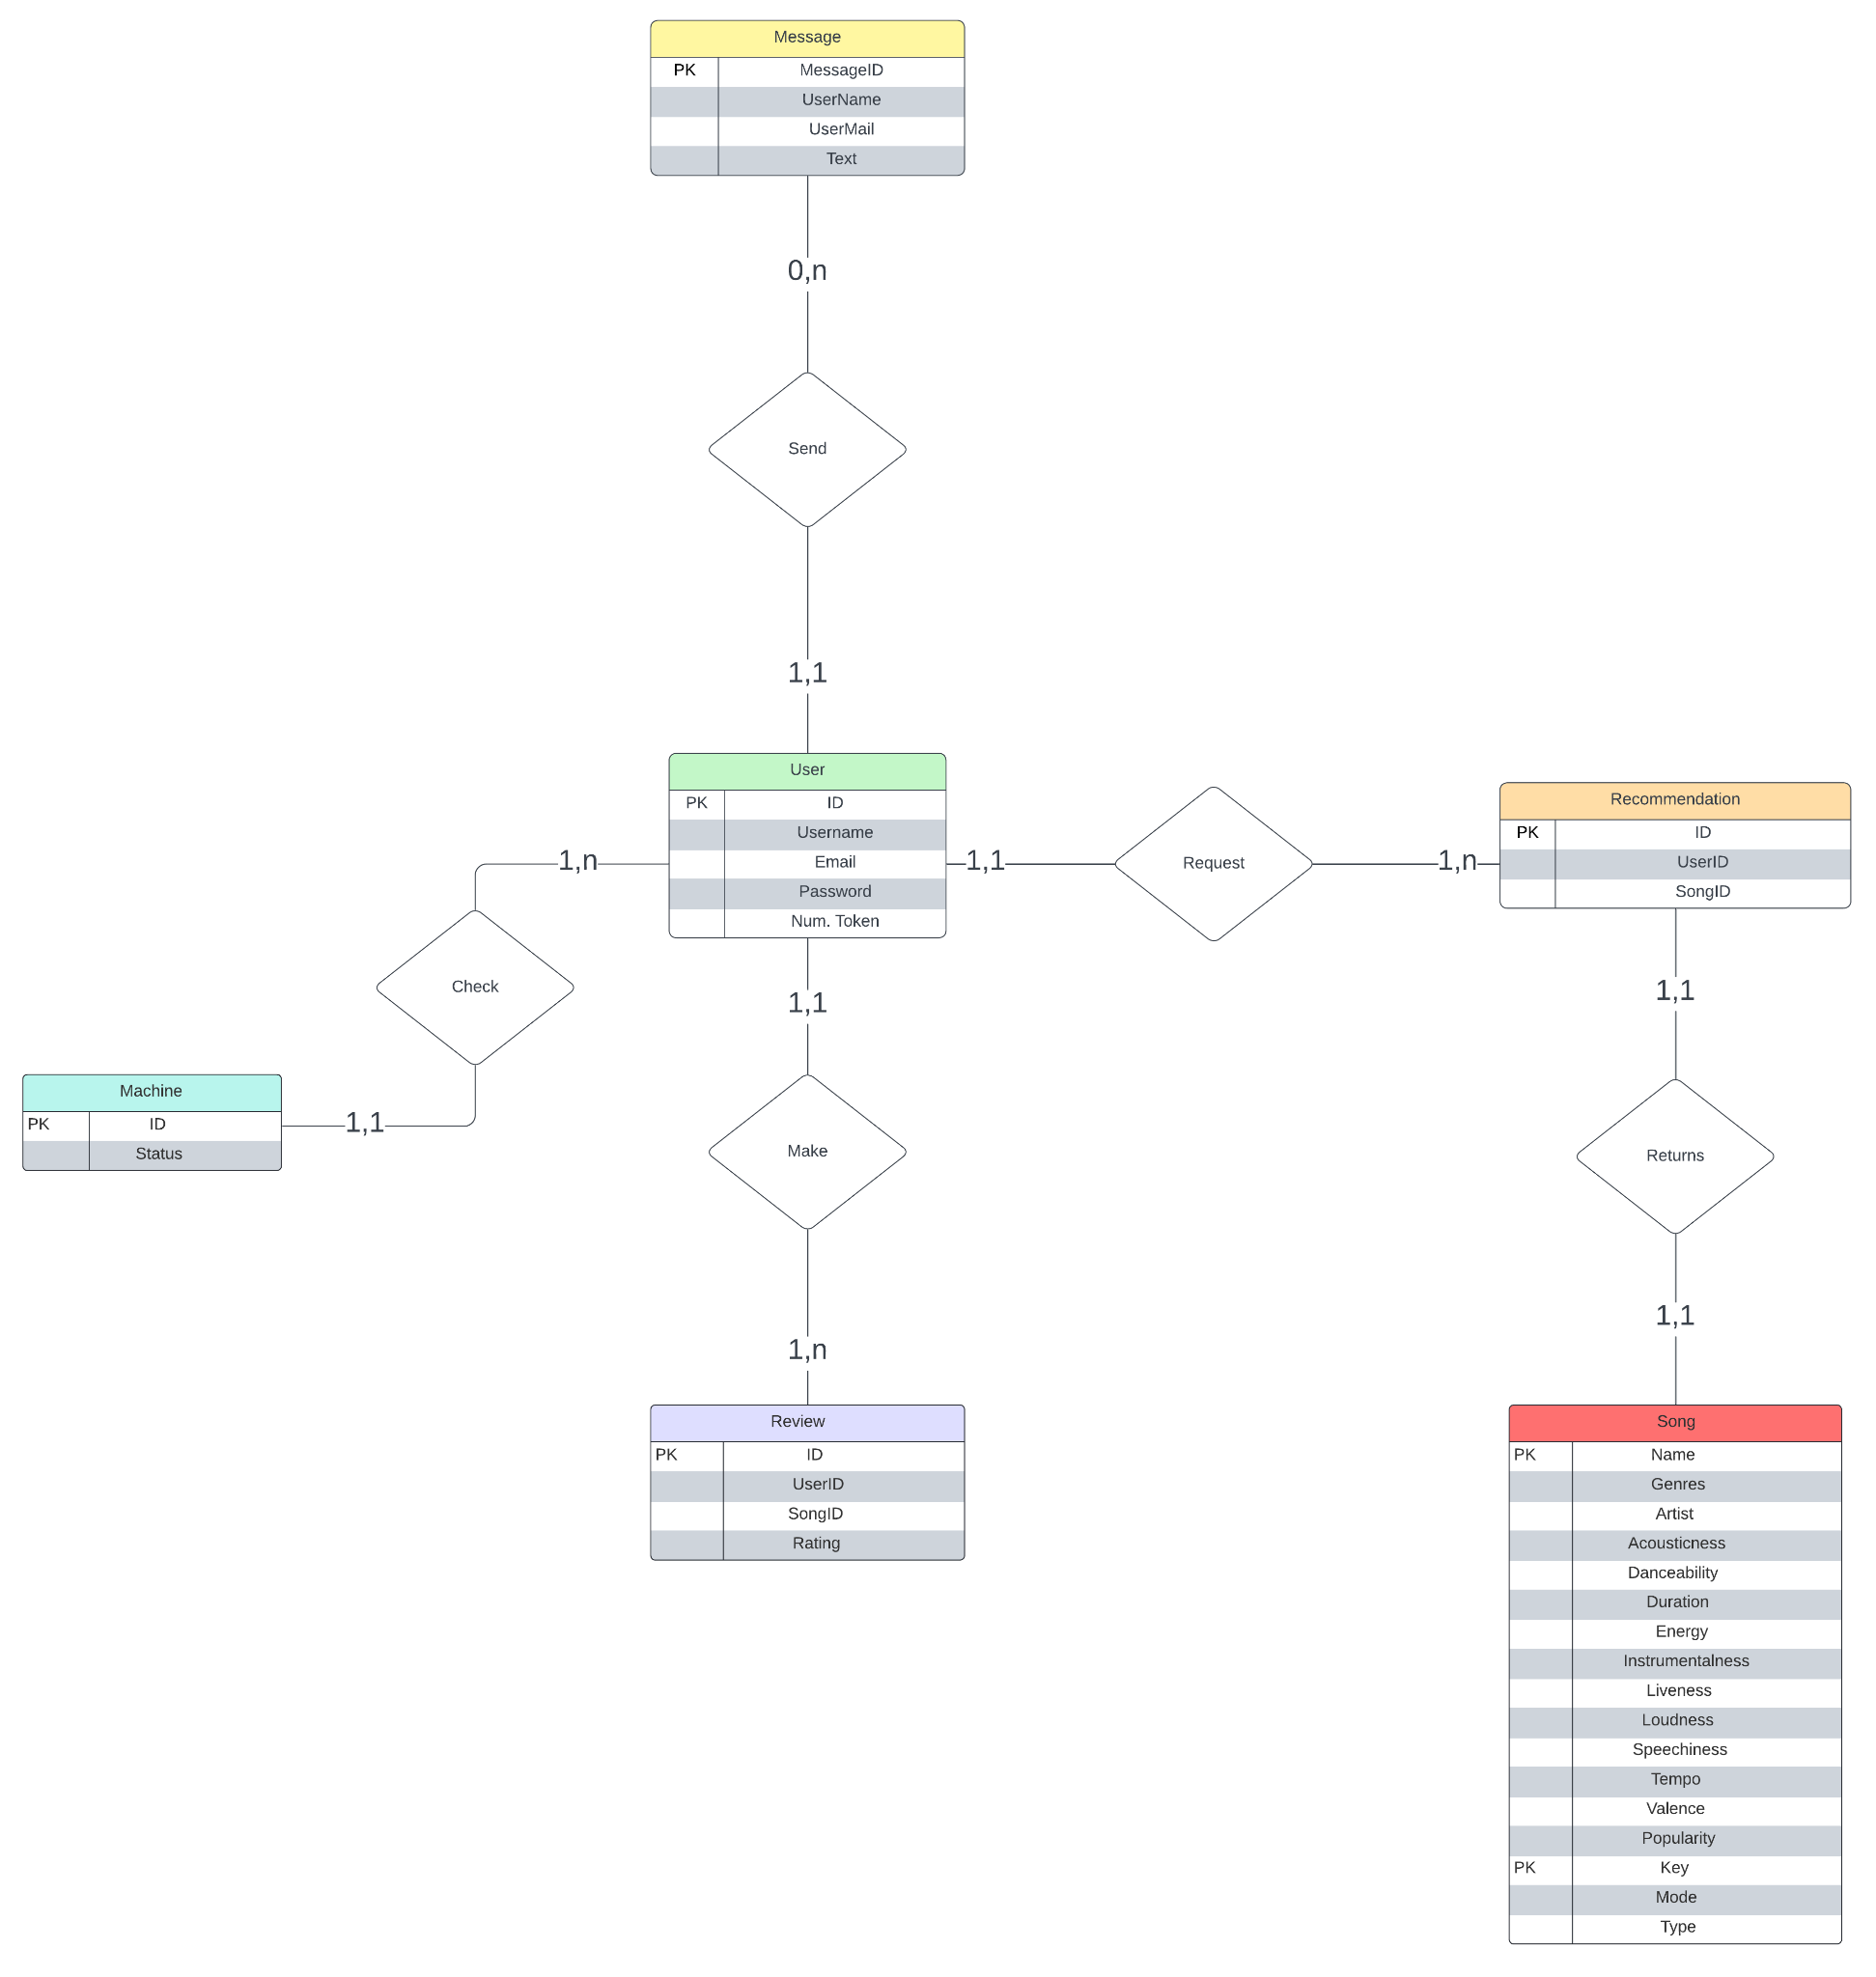 Message
PK MessageID
UserName
UserMail
Text
0,n
Send
1,1
User
PK ID
Username
Email
Password
Num. Token
1,n
1,1
Request
1,n
Recommendation
PK ID
UserID
SongID
Check
1,1
1,1
Machine
PK ID
Status
1,1
Make
Returns
1,n
1,1
Review
PK ID
UserID
SongID
Rating
Song
PK Name
Genres
Artist
Acousticness
Danceability
Duration
Energy
Instrumentalness
Liveness
Loudness
Speechiness
Tempo
Valence
Popularity
PK Key
Mode
Type